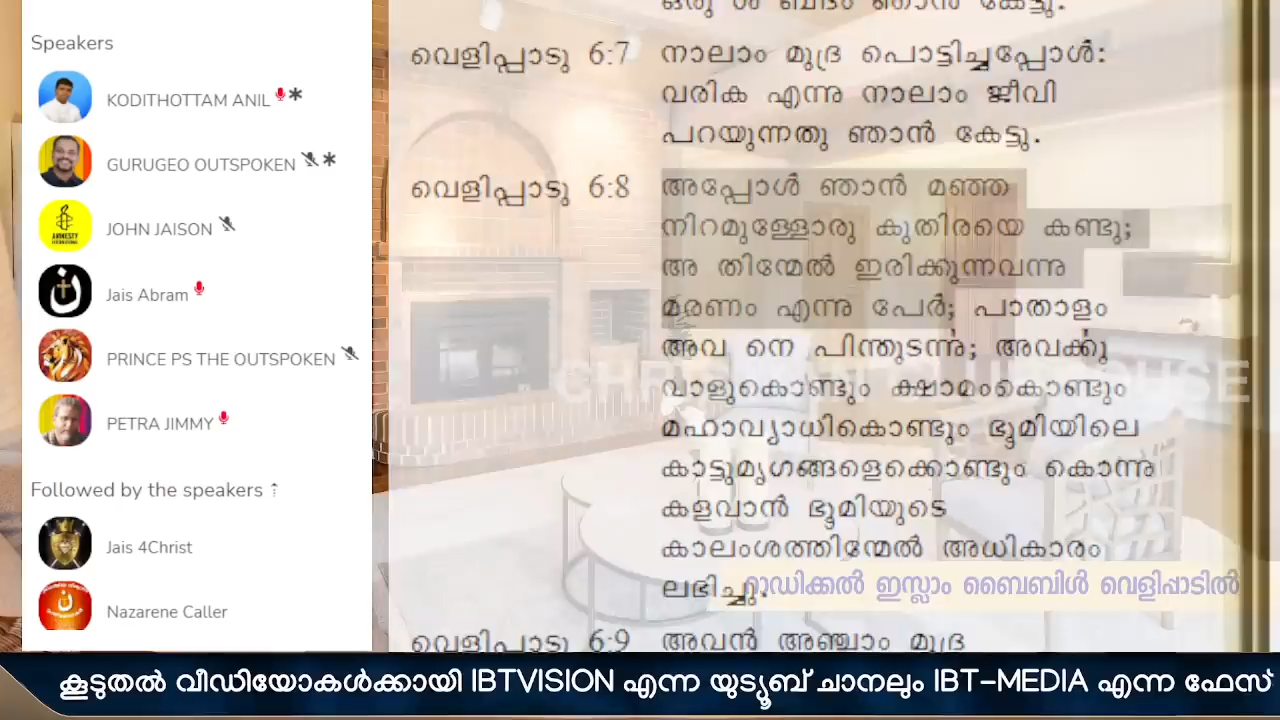 Speakers
KODITHOTTAM ANIL
GURUGEO OUTSPOKEN
JOHN JAISON
Jais Abram
PRINCE PS THE OUTSPOKEN
PETRA JIMMY
Followed by the speakers
Jais 4Christ
Nazarene Caller
ഒരു ശ ബ്ദം ഞാൻ കേട്ടു.
വെളിപ്പാടു 6:7 നാലാം മുദ്ര പൊട്ടിച്ചപ്പോൾ:
വരിക എന്നു നാലാം ജീവി
പറയുന്നതു ഞാൻ കേട്ടു.
വെളിപ്പാടു 6:8 അപ്പോൾ ഞാൻ മഞ്ഞ
നിറമുള്ളോരു കുതിരയെ കണ്ടു;
അ തിന്മേൽ ഇരിക്കുന്നവന്നു
മരണം എന്നു പേർ; പാതാളം
അവ നെ പിന്തുടന്നു; അവക്കു
വാളുകൊണ്ടും ക്ഷാമംകൊണ്ടും
മഹാവ്യാധികൊണ്ടും ഭൂമിയിലെ
കാട്ടുമൃഗങ്ങളെക്കൊണ്ടും കൊന്നു
കളവാൻ ഭൂമിയുടെ
കാലംശത്തിന്മേൽ അധികാരം
ലഭിച്ചു.
റാഡിക്കൽ ഇസ്ലാം ബൈബിൾ വെളിപ്പാടിൽ
വെളിപ്പാടു 6:9 അവൻ അഞ്ചാം മുദ്ര
കൂടുതൽ വീഡിയോകൾക്കായി IBTVISION എന്ന യുട്യൂബ് ചാനലും IBT-MEDIA എന്ന ഫേസ്